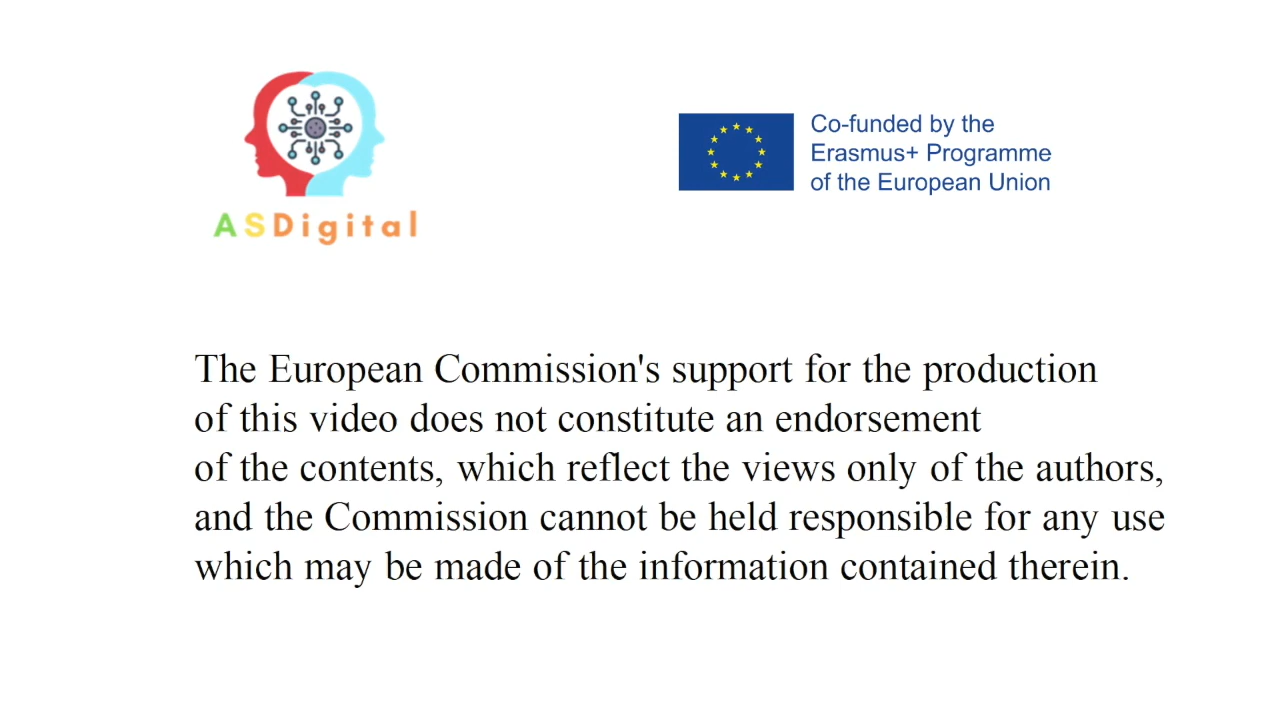 ASDigital
Co-funded by the
Erasmus+ Programme
of the European Union
The European Commission's support for the production
of this video does not constitute an endorsement
of the contents, which reflect the views only of the authors,
and the Commission cannot be held responsible for any use
which may be made of the information contained therein.